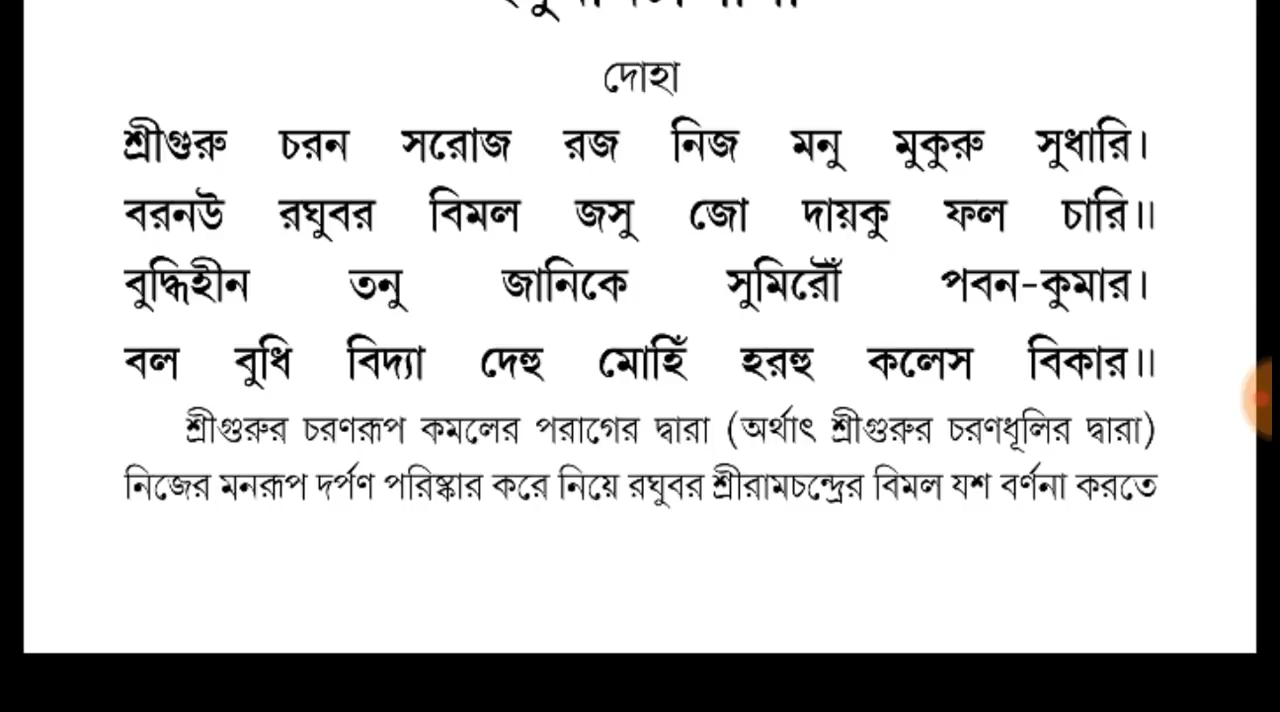 দোহা
শ্রীগুরু চরন সরোজ রজ নিজ মনু মুকুরু সুধারি।
বরনউ রঘুবর বিমল জসু জো দায়কু ফল চারি॥
বুদ্ধিহীন তনু জানিকে সুমিরৌঁ পবন-কুমার।
বল বুধি বিদ্যা দেহু মোহিঁ হরহু কলেস বিকার॥
শ্রীগুরুর চরণরূপ কমলের পরাগের দ্বারা (অর্থাৎ শ্রীগুরুর চরণধূলির দ্বারা)
নিজের মনরূপ দর্পণ পরিষ্কার করে নিয়ে রঘুবর শ্রীরামচন্দ্রের বিমল যশ বর্ণনা করতে